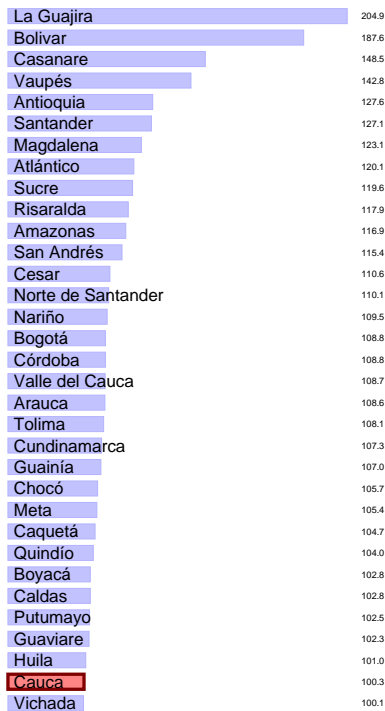 La Guajira 204.9
Bolivar 187.6
Casanare 148.5
Vaupés 142.8
Antioquia 127.6
Santander 127.1
Magdalena 123.1
Atlántico 120.1
Sucre 119.6
Risaralda 117.9
Amazonas 116.9
San Andrés 115.4
Cesar 110.6
Norte de Santander 110.1
Nariño 109.5
Bogotá 108.8
Córdoba 108.8
Valle del Cauca 108.7
Arauca 108.6
Tolima 108.1
Cundinamarca 107.3
Guainía 107.0
Chocó 105.7
Meta 105.4
Caquetá 104.7
Quindío 104.0
Boyacá 102.8
Caldas 102.8
Putumayo 102.5
Guaviare 102.3
Huila 101.0
Cauca 100.3
Vichada 100.1